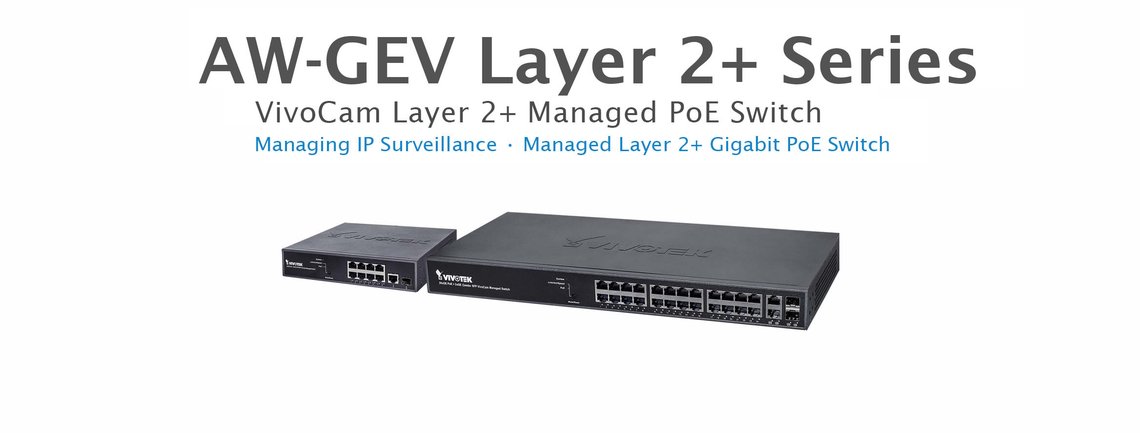 AW-GEV Layer 2+ Series
VivoCam Layer 2+ Managed PoE Switch
Managing IP Surveillance · Managed Layer 2+ Gigabit PoE Switch
VIVOTEK
VIVOTEK
VIVOTEK
VIVOTEK